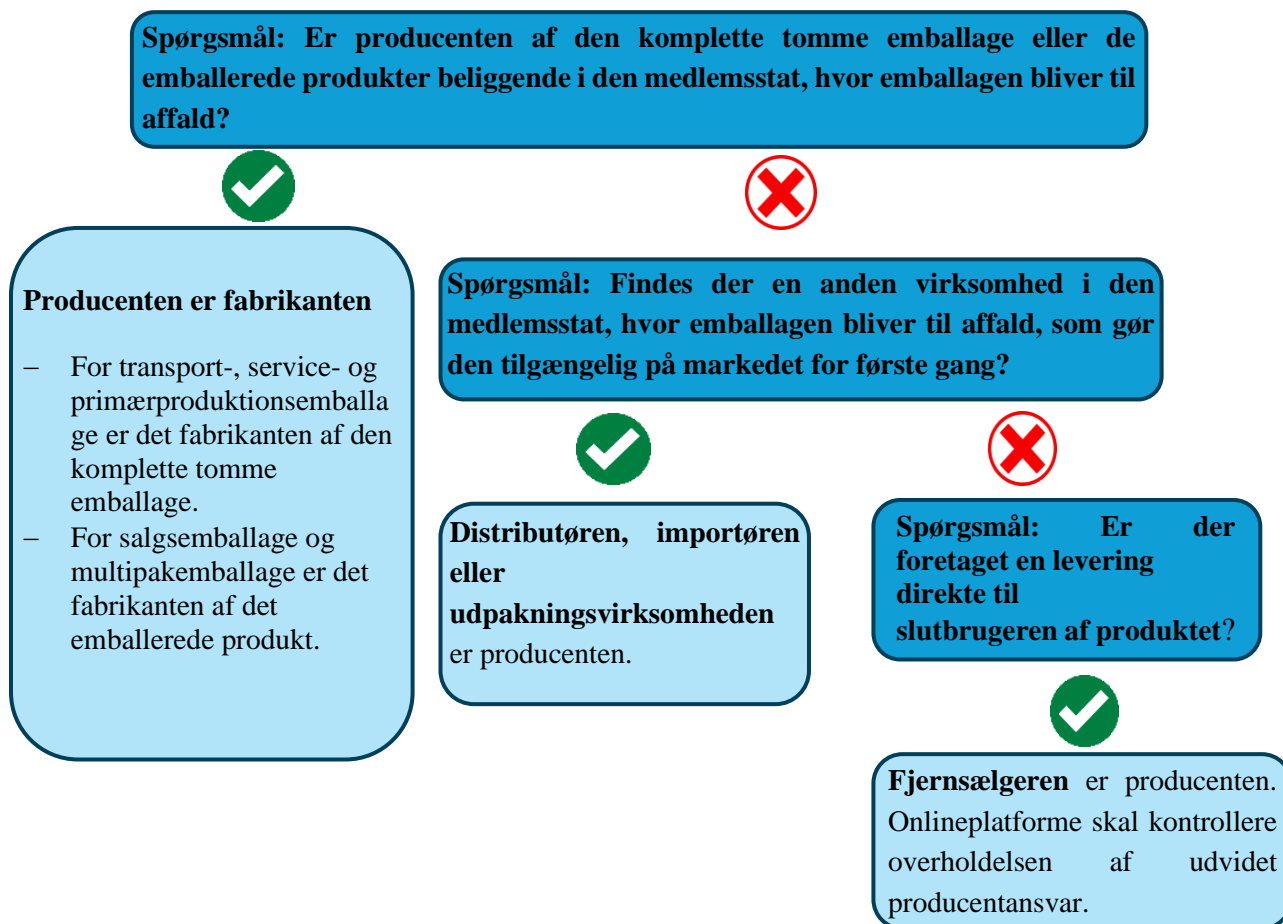 Spørgsmål: Er producenten af den komplette tomme emballage eller de
emballerede produkter beliggende i den medlemsstat, hvor emballagen bliver til
affald?
Producenten er fabrikanten
– For transport-, service- og
primærproduktionsemballa
ge er det fabrikanten af den
komplette tomme
emballage.
– For salgsemballage og
multipakemballage er det
fabrikanten af det
emballerede produkt.
Spørgsmål: Findes der en anden virksomhed i den
medlemsstat, hvor emballagen bliver til affald, som gør
den tilgængelig på markedet for første gang?
Distributøren, importøren
eller
udpakningsvirksomheden
er producenten.
Spørgsmål: Er der
foretaget en levering
direkte til
slutbrugeren af produktet?
Fjernsælgeren er producenten.
Onlineplatforme skal kontrollere
overholdelsen af udvidet
producentansvar.